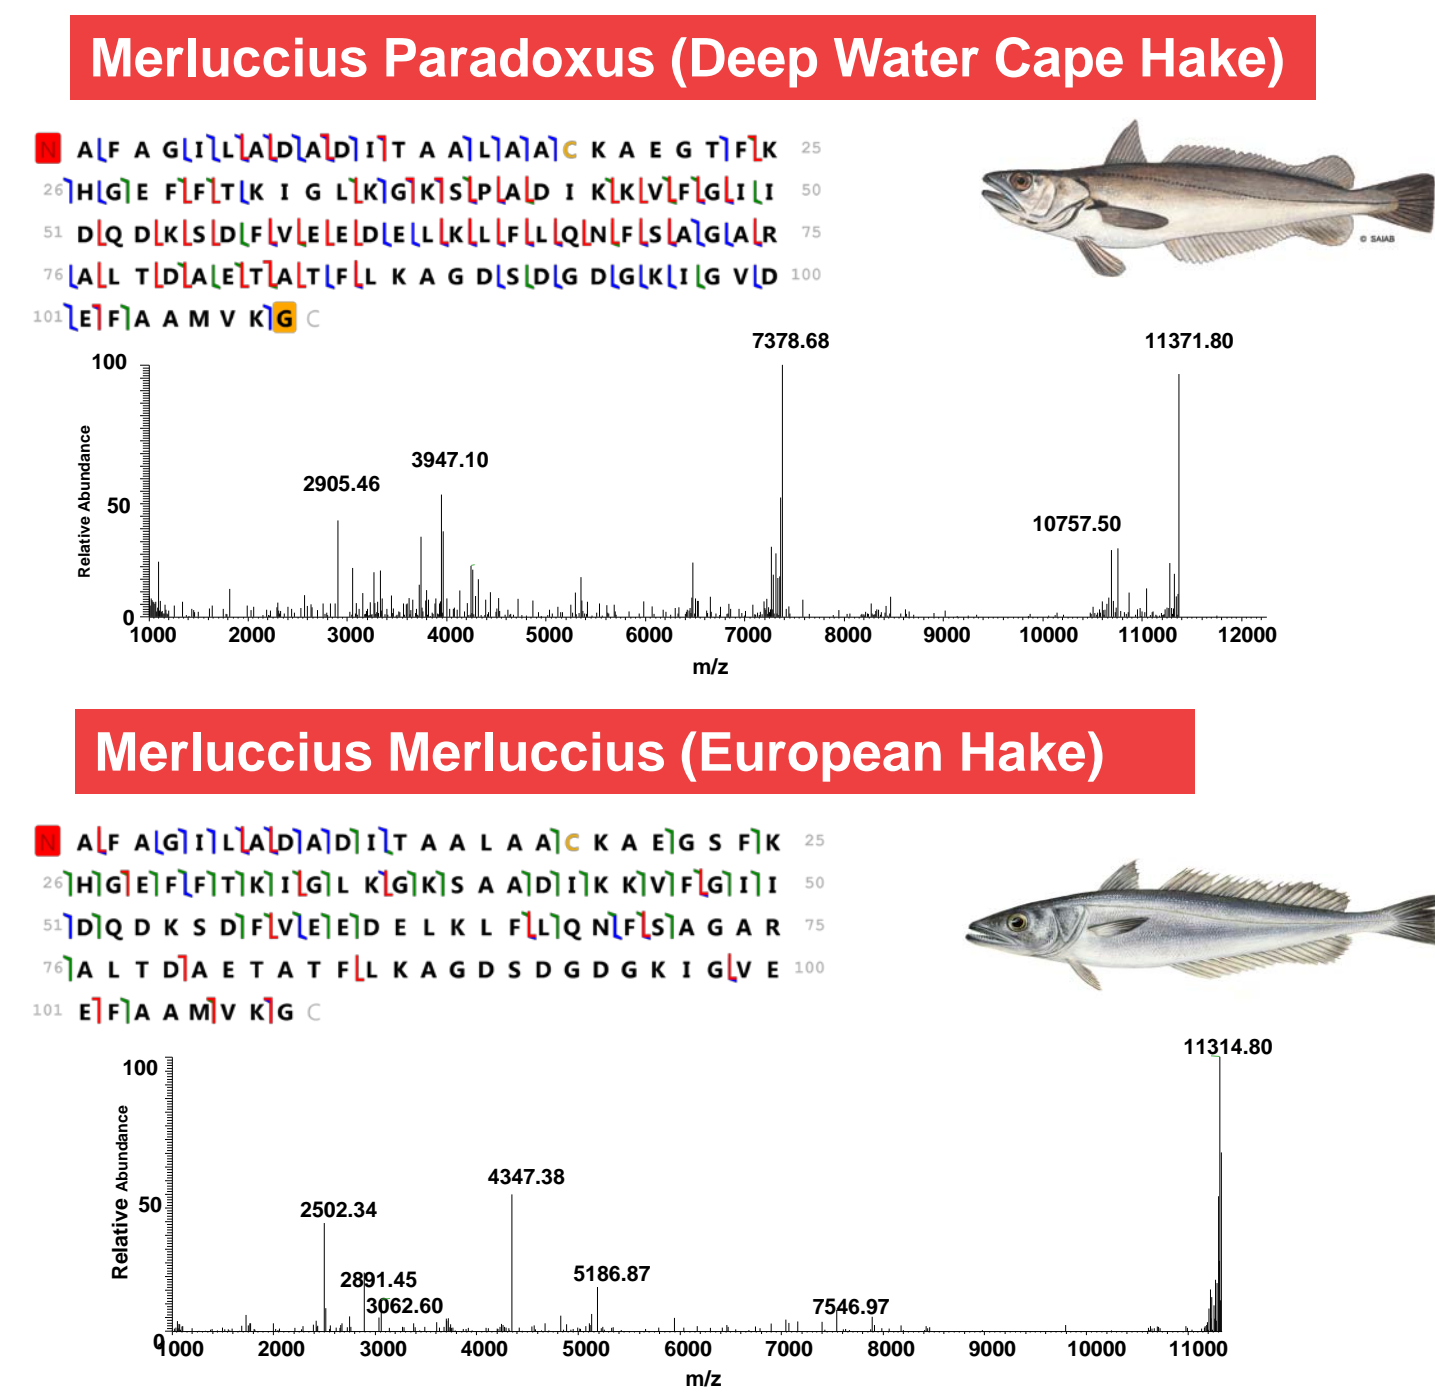 Merluccius Paradoxus (Deep Water Cape Hake)
N A F A G I L A D A D I T A A L A A C K A E G T F K 25
26 H G E F F T K I G L K G K S P A D I K K V F G I I 50
51 D Q D K S D F V E E D E L K L F L Q N F S A G A R 75
76 A L T D A E T A T F L K A G D S D G D G K I G V D 100
101 E F A A M V K G C
© SAIAB
7378.68
11371.80
100
3947.10
2905.46
50
10757.50
Relative Abundance
0
1000 2000 3000 4000 5000 6000 7000 8000 9000 10000 11000 12000
m/z
Merluccius Merluccius (European Hake)
N A F A G I L A D A D I T A A L A A C K A E G S F K 25
26 H G E F F T K I G L K G K S A A D I K K V F G I I 50
51 D Q D K S D F V E E D E L K L F L Q N F S A G A R 75
76 A L T D A E T A T F L K A G D S D G D G K I G V E 100
101 E F A A M V K G C
11314.80
100
4347.38
50
2502.34
5186.87
2891.45
3062.60
7546.97
Relative Abundance
0
1000 2000 3000 4000 5000 6000 7000 8000 9000 10000 11000
m/z